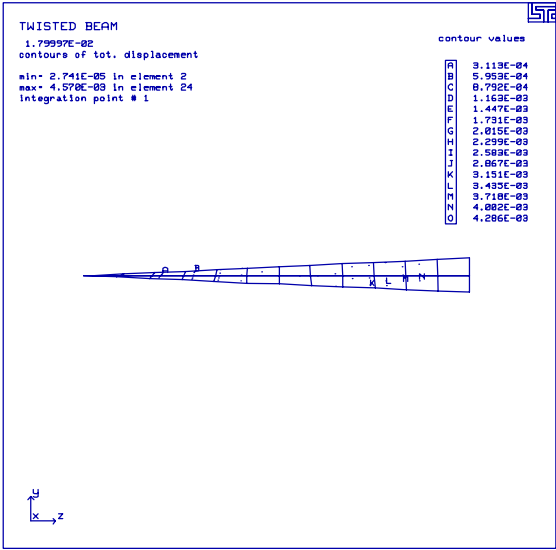 TWISTED BEAM
1.79997E-02
contours of tot. displacement
min= 2.741E-05 in element 2
max= 4.570E-03 in element 24
integration point # 1
contour values
A 3.113E-04
B 5.953E-04
C 8.792E-04
D 1.163E-03
E 1.447E-03
F 1.731E-03
G 2.015E-03
H 2.299E-03
I 2.583E-03
J 2.867E-03
K 3.151E-03
L 3.435E-03
M 3.718E-03
N 4.002E-03
O 4.286E-03
A B
K L M N
y
x z